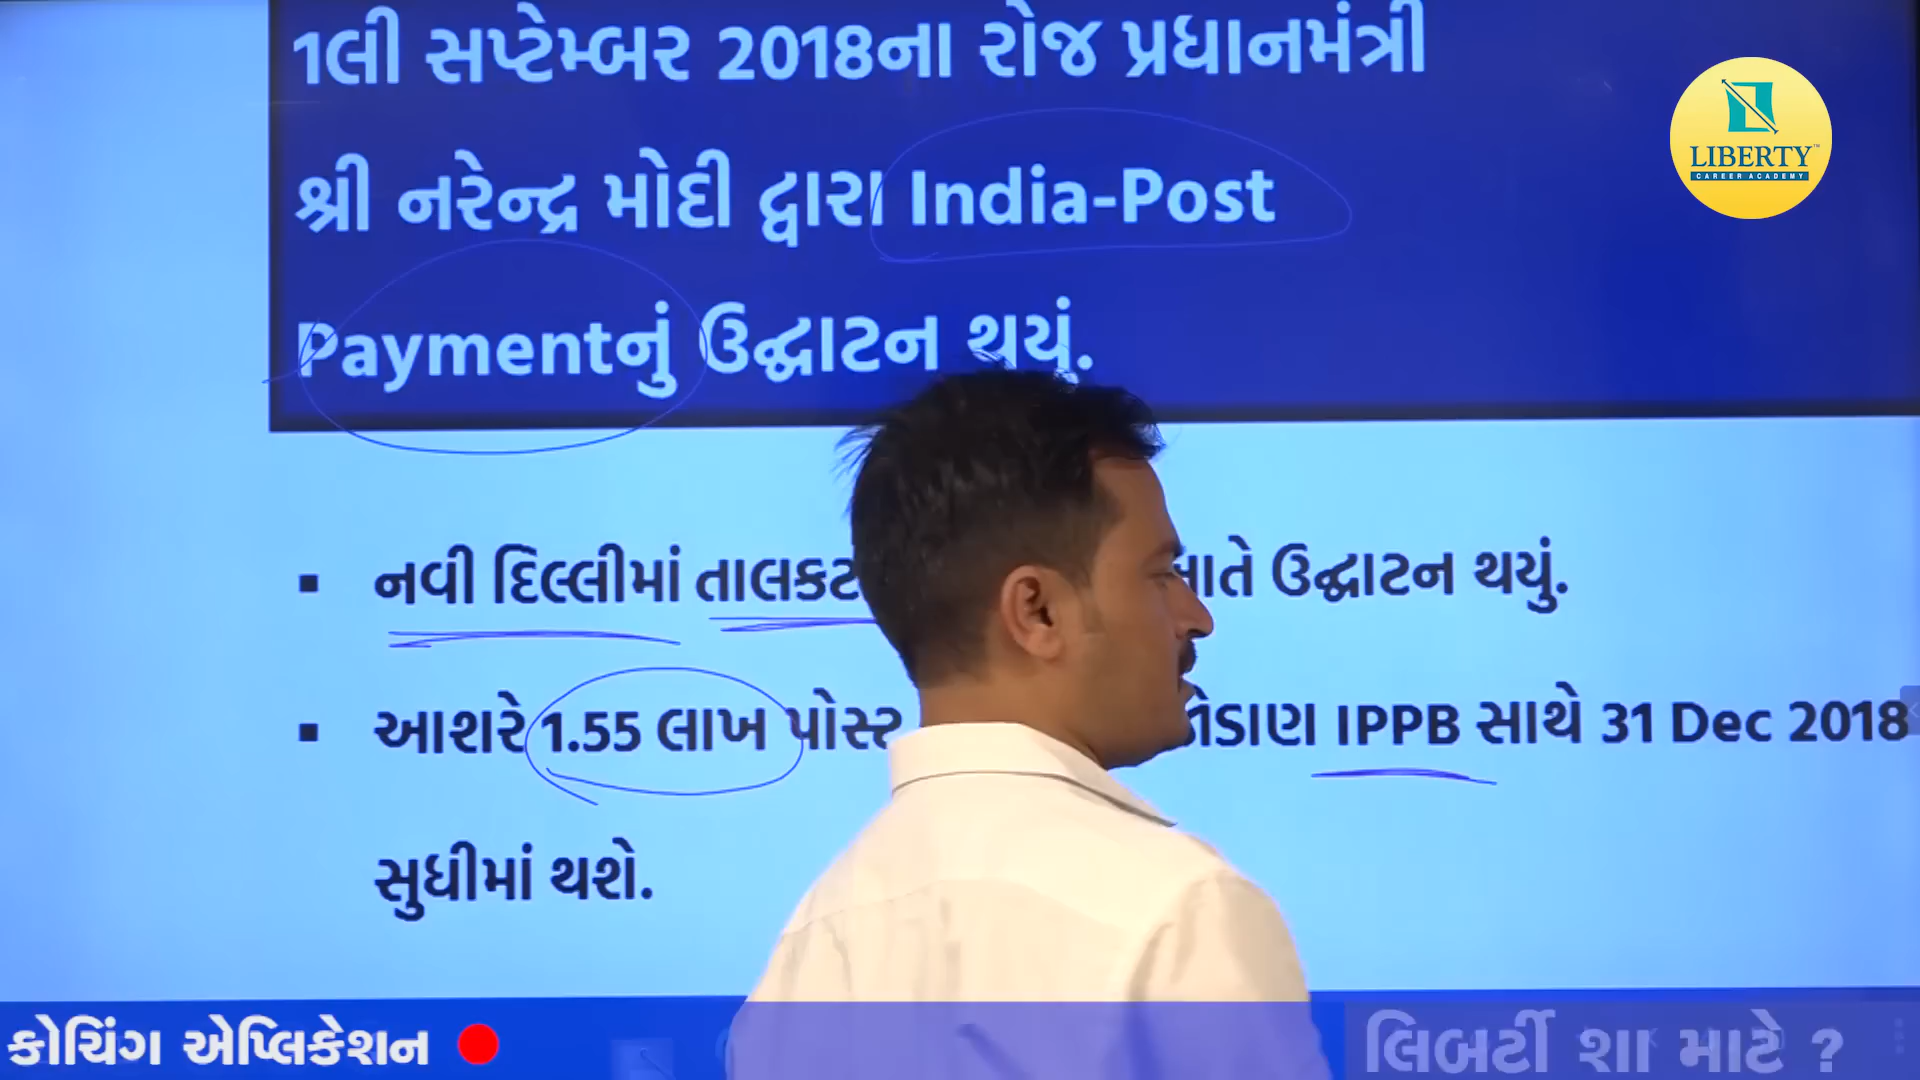 1લી સપ્ટેમ્બર 2018ના રોજ પ્રધાનમંત્રી
શ્રી નરેન્દ્ર મોદી દ્વારા India-Post
Paymentનું ઉદ્ઘાટન થયું.
LIBERTY
CAREER ACADEMY
▪ નવી દિલ્લીમાં ઉદ્ઘાટન થયું.
▪ આશરે 1.55 લાખ પોસ્ટ IPPB સાથે 31 Dec 2018
સુધીમાં થશે.
કોચિંગ એપ્લિકેશન
લિબર્ટી શા માટે ?